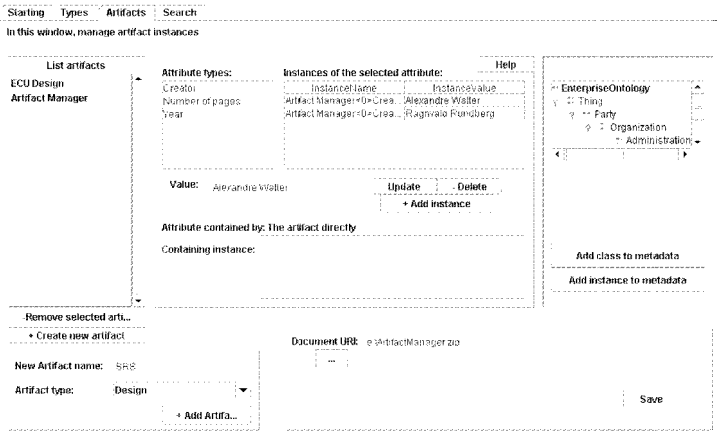 Starting Types Artifacts Search
In this window, manage artifact instances
List artifacts
ECU Design
Artifact Manager
-Remove selected arti...
+ Create new artifact
Help
Attribute types:
Creator
Number of pages
Year
Instances of the selected attribute:
InstanceName InstanceValue
Artifact Manager<0>Crea... Alexandre Walter
Artifact Manager<0>Crea... Ragnvald Rundberg
Value: Alexandre Walter
Update - Delete
+ Add instance
Attribute contained by: The artifact directly
Containing instance:
EnterpriseOntology
Thing
Party
Organization
Administration
Add class to metadata
Add instance to metadata
New Artifact name: SRS
Artifact type: Design
+ Add Artifa...
Document URI: e:\ArtifactManager.zip
...
Save